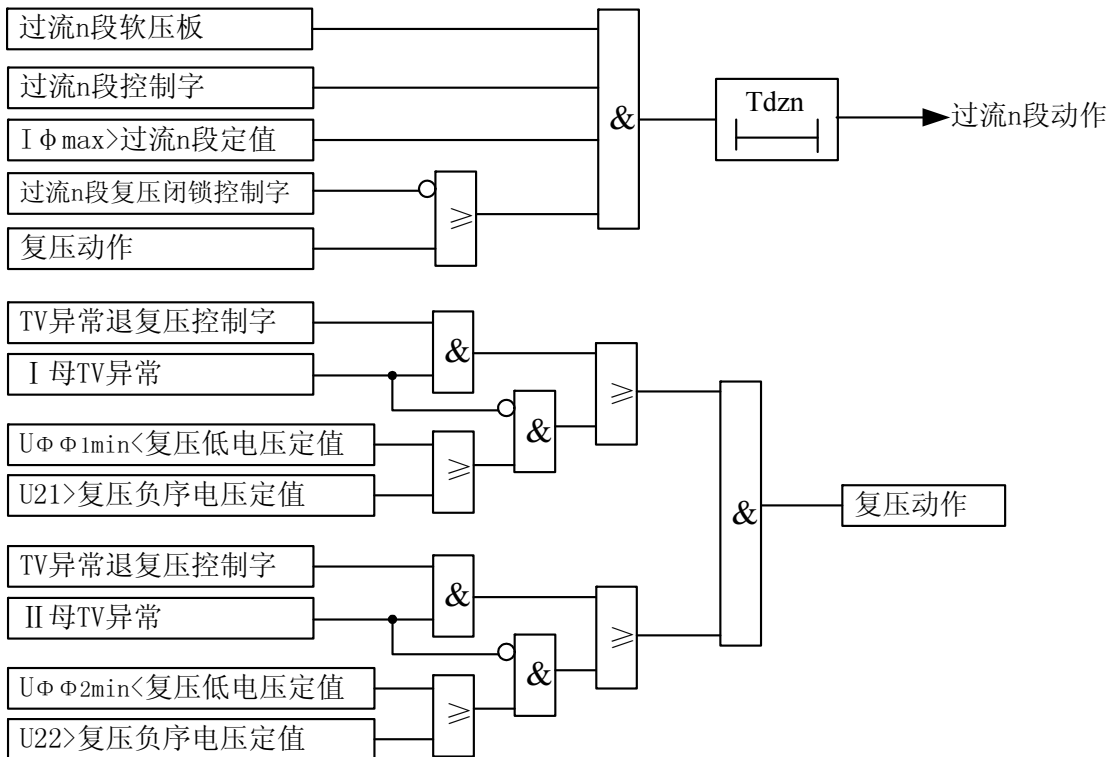 过流n段软压板
过流n段控制字
&
Tdzn
过流n段动作
IΦmax>过流n段定值
过流n段复压闭锁控制字
≥
复压动作
TV异常退复压控制字
&
Ⅰ母TV异常
≥
&
UΦΦ1min<复压低电压定值
≥
U21>复压负序电压定值
&
复压动作
TV异常退复压控制字
&
Ⅱ母TV异常
≥
&
UΦΦ2min<复压低电压定值
≥
U22>复压负序电压定值